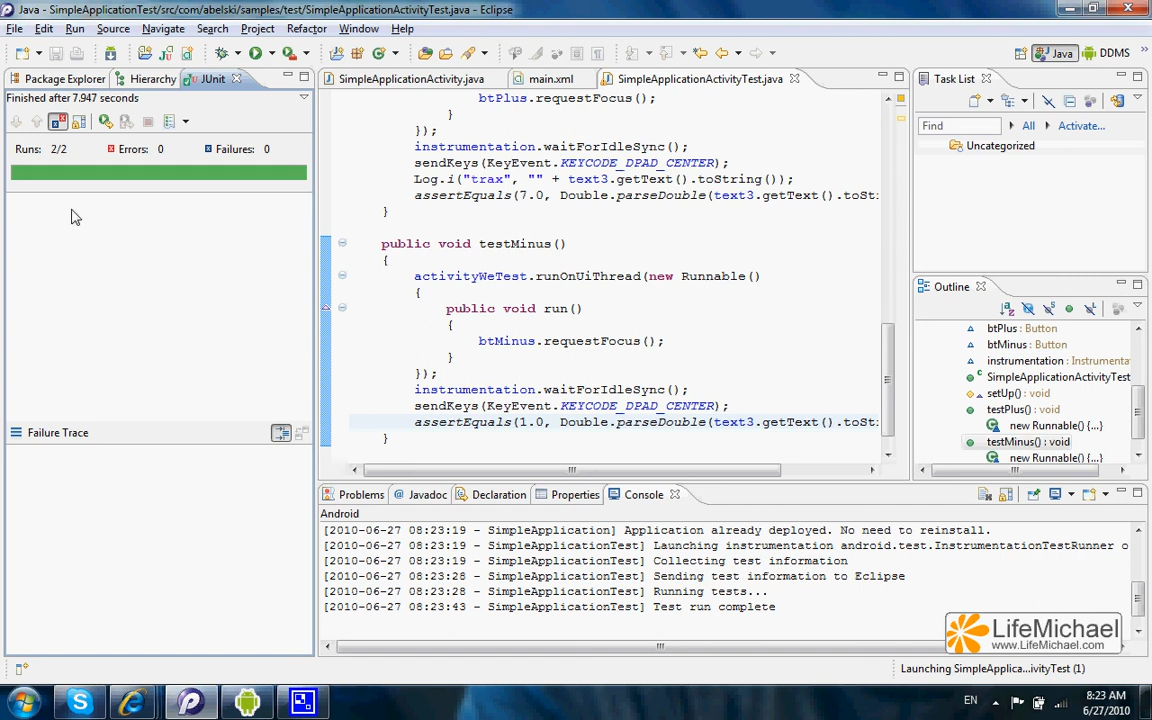 Java - SimpleApplicationTest/src/com/abelski/samples/test/SimpleApplicationActivityTest.java - Eclipse
File Edit Run Source Navigate Search Project Refactor Window Help
Java DDMS
Package Explorer Hierarchy JUnit
Finished after 7.947 seconds
Runs: 2/2 Errors: 0 Failures: 0
Failure Trace
SimpleApplicationActivity.java main.xml SimpleApplicationActivityTest.java
btPlus.requestFocus();
}
});
instrumentation.waitForIdleSync();
sendKeys(KeyEvent.KEYCODE_DPAD_CENTER);
Log.i("trax", "" + text3.getText().toString());
assertEquals(7.0, Double.parseDouble(text3.getText().toSt
}
public void testMinus()
{
activityWeTest.runOnUiThread(new Runnable()
{
public void run()
{
btMinus.requestFocus();
}
});
instrumentation.waitForIdleSync();
sendKeys(KeyEvent.KEYCODE_DPAD_CENTER);
assertEquals(1.0, Double.parseDouble(text3.getText().toSt
}
Task List
Find All Activate...
Uncategorized
Outline
btPlus : Button
btMinus : Button
instrumentation : Instrumenta
SimpleApplicationActivityTest
setUp() : void
testPlus() : void
new Runnable() {...}
testMinus() : void
new Runnable() {...}
Problems Javadoc Declaration Properties Console
Android
[2010-06-27 08:23:19 - SimpleApplication] Application already deployed. No need to reinstall.
[2010-06-27 08:23:19 - SimpleApplicationTest] Launching instrumentation android.test.InstrumentationTestRunner o
[2010-06-27 08:23:19 - SimpleApplicationTest] Collecting test information
[2010-06-27 08:23:28 - SimpleApplicationTest] Sending test information to Eclipse
[2010-06-27 08:23:28 - SimpleApplicationTest] Running tests...
[2010-06-27 08:23:43 - SimpleApplicationTest] Test run complete
LifeMichael
www.LifeMichael.com
Launching SimpleApplica...ivityTest (1)
EN
8:23 AM
6/27/2010